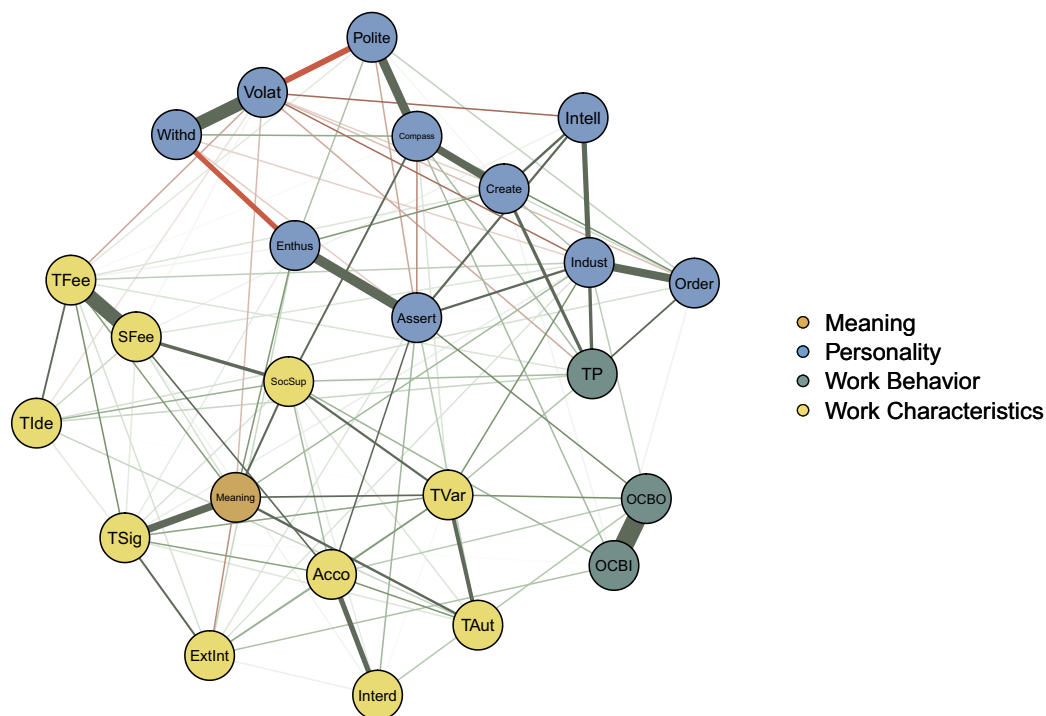 Polite
Volat
Intell
Withd
Compass
Create
Enthus
Indust
TFee
Order
Assert
SFee
TP
SocSup
TIde
Meaning
TVar
OCBO
TSig
OCBI
Acco
TAut
ExtInt
Interd
Meaning
Personality
Work Behavior
Work Characteristics